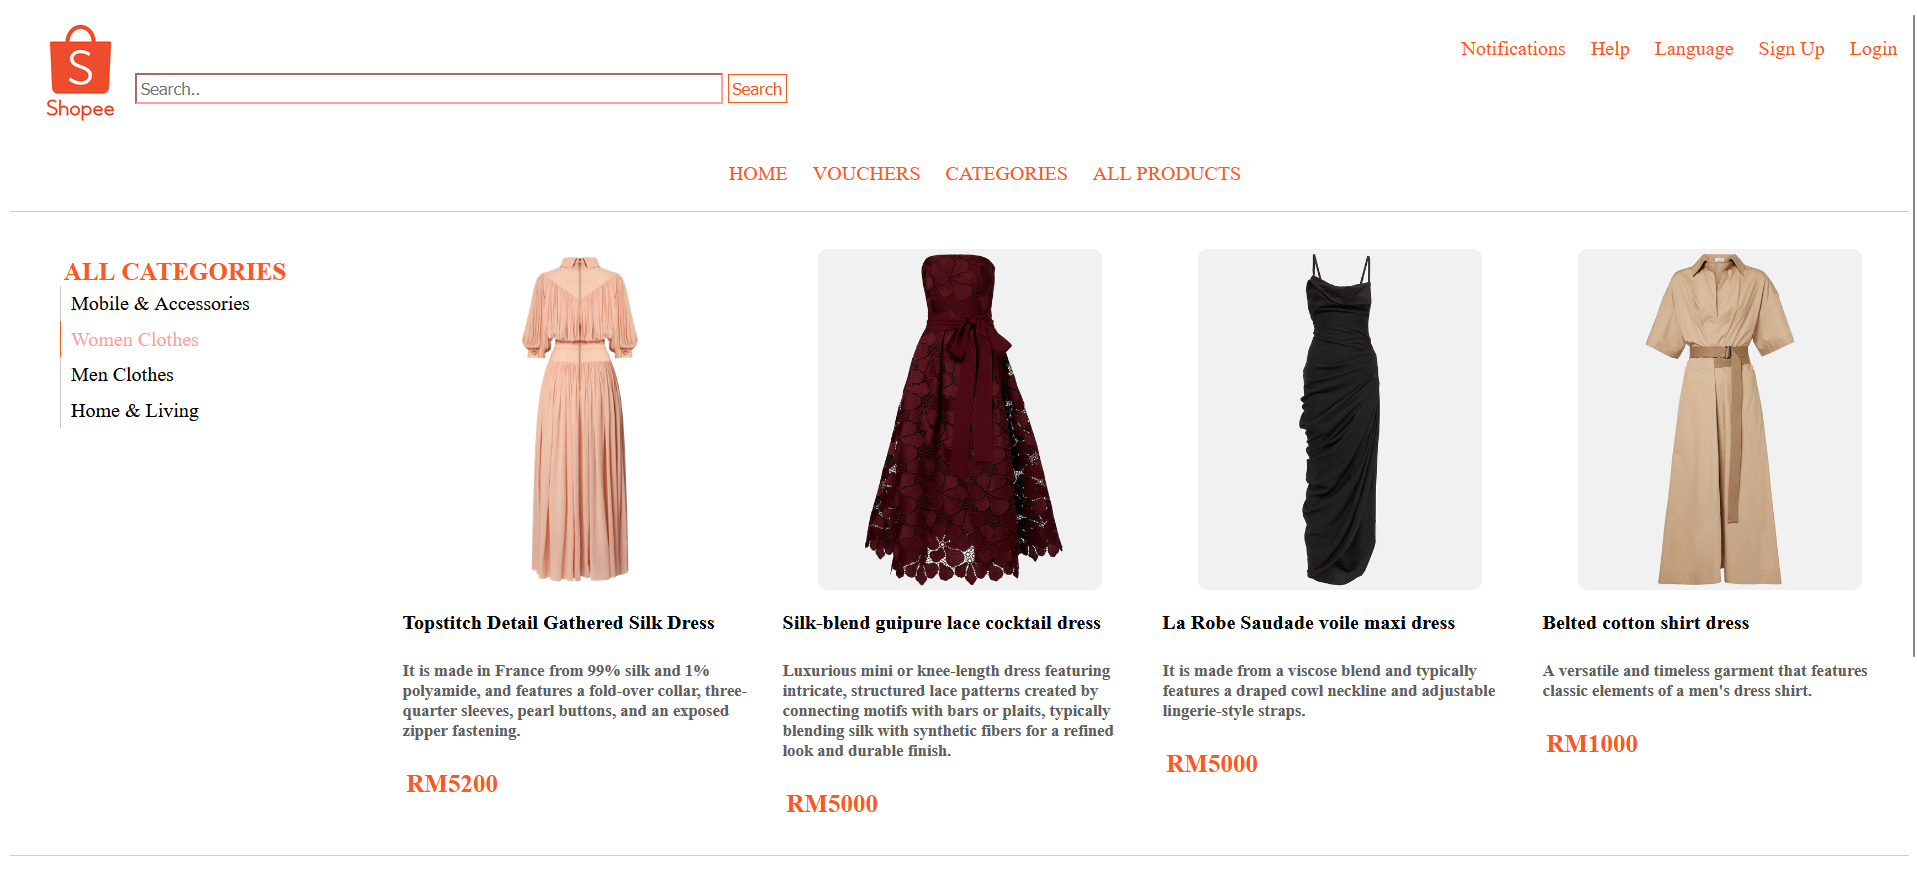 S
Shopee
Search..
Search
Notifications
Help
Language
Sign Up
Login
HOME
VOUCHERS
CATEGORIES
ALL PRODUCTS
ALL CATEGORIES
Mobile & Accessories
Women Clothes
Men Clothes
Home & Living
Topstitch Detail Gathered Silk Dress
It is made in France from 99% silk and 1%
polyamide, and features a fold-over collar, three-
quarter sleeves, pearl buttons, and an exposed
zipper fastening.
RM5200
Silk-blend guipure lace cocktail dress
Luxurious mini or knee-length dress featuring
intricate, structured lace patterns created by
connecting motifs with bars or plaits, typically
blending silk with synthetic fibers for a refined
look and durable finish.
RM5000
La Robe Saudade voile maxi dress
It is made from a viscose blend and typically
features a draped cowl neckline and adjustable
lingerie-style straps.
RM5000
Belted cotton shirt dress
A versatile and timeless garment that features
classic elements of a men's dress shirt.
RM1000